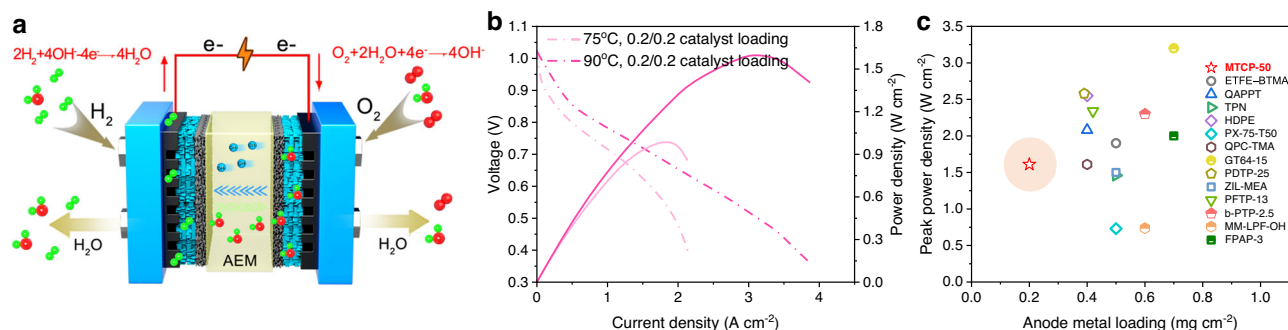 a
2H₂+4OH⁻-4e⁻→4H₂O
e-
e-
O₂+2H₂O+4e⁻→4OH⁻
H₂
O₂
H₂O
AEM
H₂O
b
1.0
0.9
0.8
0.7
0.6
0.5
0.4
0.3
Voltage (V)
75°C, 0.2/0.2 catalyst loading
90°C, 0.2/0.2 catalyst loading
1.8
1.5
1.2
0.9
0.6
0.3
0.0
Power density (W cm⁻²)
0
1
2
3
4
Current density (A cm⁻²)
c
3.5
3.0
2.5
2.0
1.5
1.0
0.5
0.0
Peak power density (W cm⁻²)
MTCP-50
ETFE–BTMA
QAPPT
TPN
HDPE
PX-75-T50
QPC-TMA
GT64-15
PDTP-25
ZIL-MEA
PFTP-13
b-PTP-2.5
MM-LPF-OH
FPAP-3
0.0
0.2
0.4
0.6
0.8
1.0
Anode metal loading (mg cm⁻²)